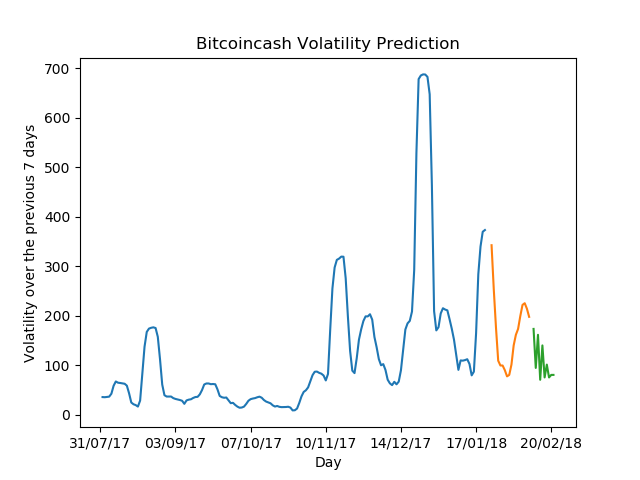 Bitcoincash Volatility Prediction
Volatility over the previous 7 days
700
600
500
400
300
200
100
0
31/07/17 03/09/17 07/10/17 10/11/17 14/12/17 17/01/18 20/02/18
Day